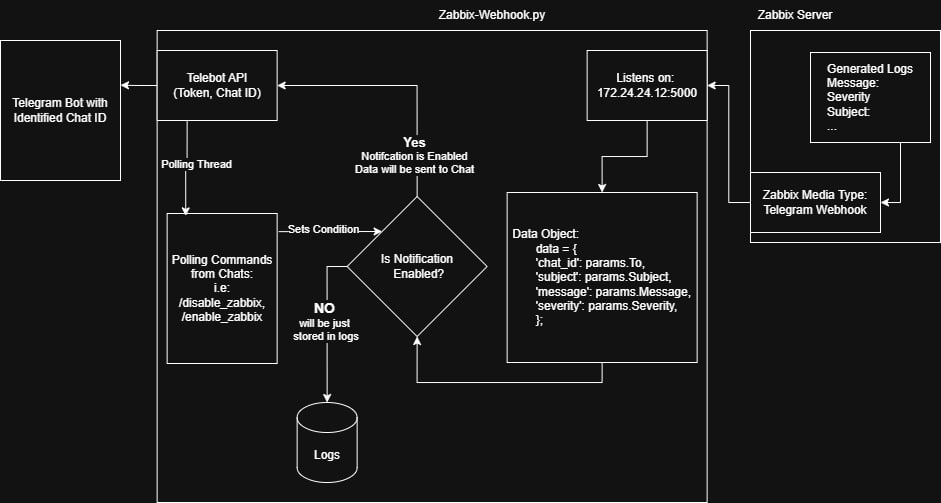 Zabbix-Webhook.py
Zabbix Server
Telegram Bot with
Identified Chat ID
Telebot API
(Token, Chat ID)
Polling Thread
Polling Commands
from Chats:
i.e:
/disable_zabbix,
/enable_zabbix
Sets Condition
Yes
Notifcation is Enabled
Data will be sent to Chat
Is Notification
Enabled?
NO
will be just
stored in logs
Logs
Listens on:
172.24.24.12:5000
Data Object:
data = {
'chat_id': params.To,
'subject': params.Subject,
'message': params.Message,
'severity': params.Severity,
};
Generated Logs
Message:
Severity
Subject:
...
Zabbix Media Type:
Telegram Webhook